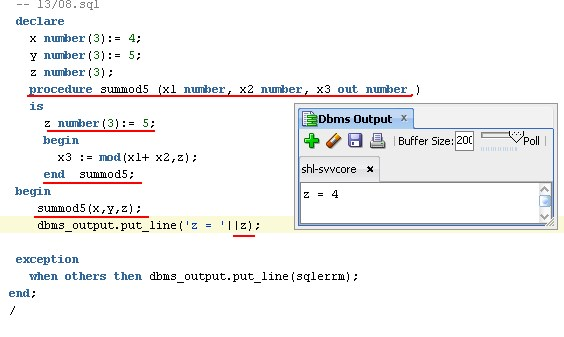 -- 13/08.sql
declare
x number(3):= 4;
y number(3):= 5;
z number(3);
procedure summod5 (x1 number, x2 number, x3 out number )
is
z number(3):= 5;
begin
x3 := mod(x1+ x2,z);
end summod5;
begin
summod5(x,y,z);
dbms_output.put_line('z = '||z);
exception
when others then dbms_output.put_line(sqlerrm);
end;
/
Dbms Output x
Buffer Size: 200 Poll
shl-svvcore x
z = 4